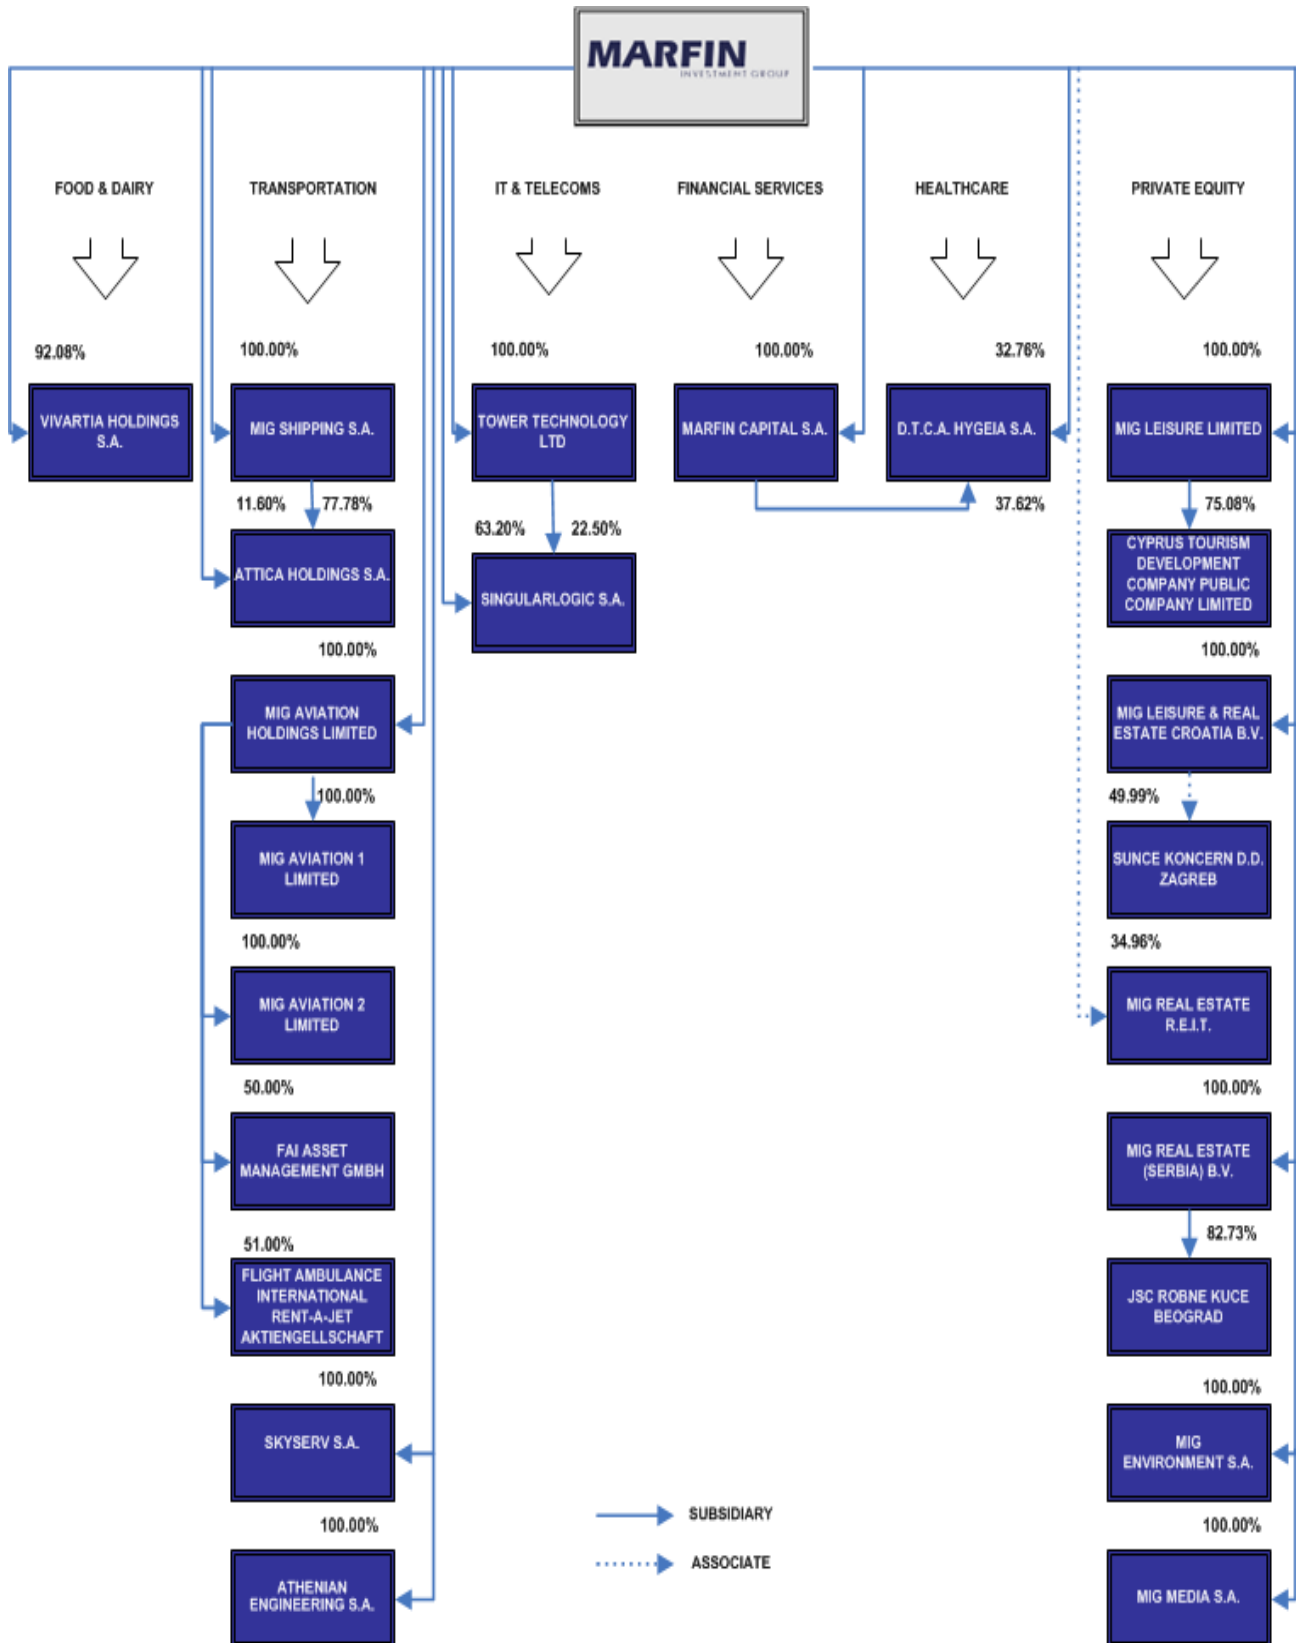 MARFIN
INVESTMENT GROUP
FOOD & DAIRY
TRANSPORTATION
IT & TELECOMS
FINANCIAL SERVICES
HEALTHCARE
PRIVATE EQUITY
92.08%
100.00%
100.00%
100.00%
32.76%
100.00%
VIVARTIA HOLDINGS
S.A.
MIG SHIPPING S.A.
TOWER TECHNOLOGY
LTD
MARFIN CAPITAL S.A.
D.T.C.A. HYGEIA S.A.
MIG LEISURE LIMITED
11.60%
77.78%
37.62%
75.08%
63.20%
22.50%
ATTICA HOLDINGS S.A.
SINGULARLOGIC S.A.
CYPRUS TOURISM
DEVELOPMENT
COMPANY PUBLIC
COMPANY LIMITED
100.00%
100.00%
MIG AVIATION
HOLDINGS LIMITED
MIG LEISURE & REAL
ESTATE CROATIA B.V.
100.00%
49.99%
MIG AVIATION 1
LIMITED
SUNCE KONCERN D.D.
ZAGREB
100.00%
34.96%
MIG AVIATION 2
LIMITED
MIG REAL ESTATE
R.E.I.T.
50.00%
100.00%
FAI ASSET
MANAGEMENT GMBH
MIG REAL ESTATE
(SERBIA) B.V.
51.00%
82.73%
FLIGHT AMBULANCE
INTERNATIONAL
RENT-A-JET
AKTIENGELLSCHAFT
JSC ROBNE KUCE
BEOGRAD
100.00%
100.00%
SKYSERV S.A.
MIG
ENVIRONMENT S.A.
SUBSIDIARY
100.00%
100.00%
ASSOCIATE
ATHENIAN
ENGINEERING S.A.
MIG MEDIA S.A.